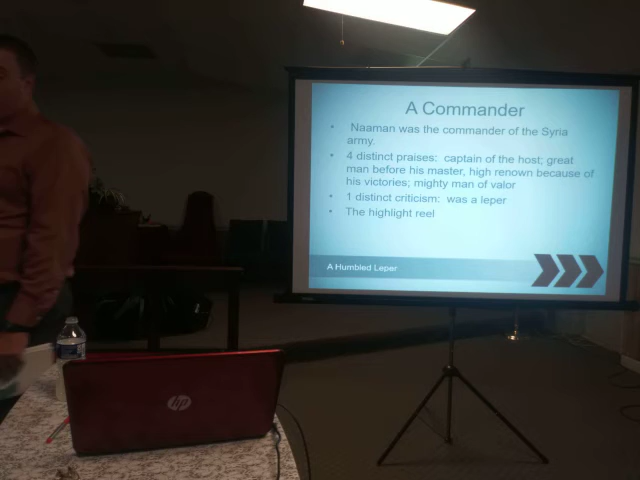 A Commander
• Naaman was the commander of the Syria
army.
• 4 distinct praises: captain of the host; great
man before his master, high renown because of
his victories; mighty man of valor
• 1 distinct criticism: was a leper
• The highlight reel
A Humbled Leper
hp